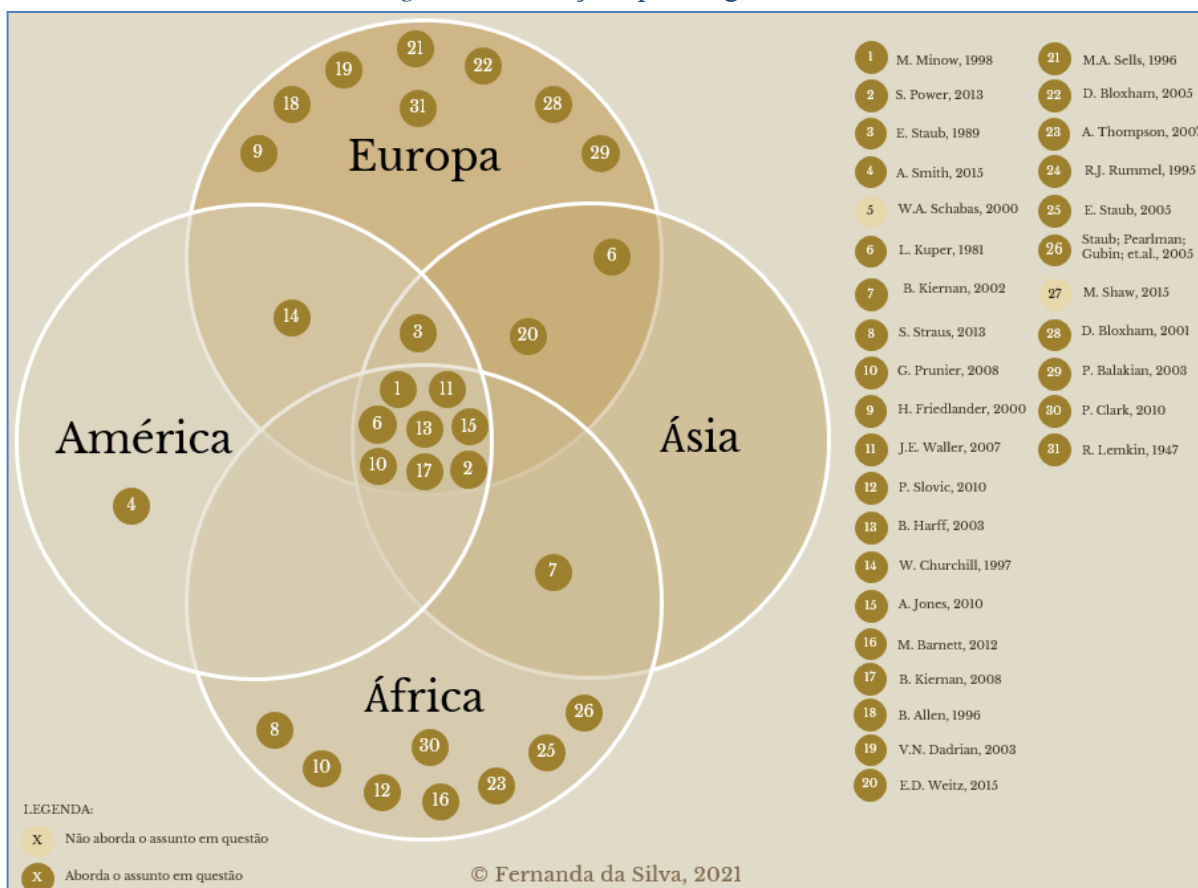 21
19
22
18
31
28
9
29
Europa
6
14
3
20
1
11
6
13
15
10
17
2
América
Ásia
4
7
África
8
30
26
10
25
12
16
23
LEGENDA:
X Não aborda o assunto em questão
X Aborda o assunto em questão
© Fernanda da Silva, 2021
1 M. Minow, 1998
2 S. Power, 2013
3 E. Staub, 1989
4 A. Smith, 2015
5 W.A. Schabas, 2000
6 L. Kuper, 1981
7 B. Kiernan, 2002
8 S. Straus, 2013
10 G. Prunier, 2008
9 H. Friedlander, 2000
11 J.E. Waller, 2007
12 P. Slovic, 2010
13 B. Harff, 2003
14 W. Churchill, 1997
15 A. Jones, 2010
16 M. Barnett, 2012
17 B. Kiernan, 2008
18 B. Allen, 1996
19 V.N. Dadrian, 2003
20 E.D. Weitz, 2015
21 M.A. Sells, 1996
22 D. Bloxham, 2005
23 A. Thompson, 2007
24 R.J. Rummel, 1995
25 E. Staub, 2005
26 Staub; Pearlman;
Gubin; et.al., 2005
27 M. Shaw, 2015
28 D. Bloxham, 2001
29 P. Balakian, 2003
30 P. Clark, 2010
31 R. Lemkin, 1947